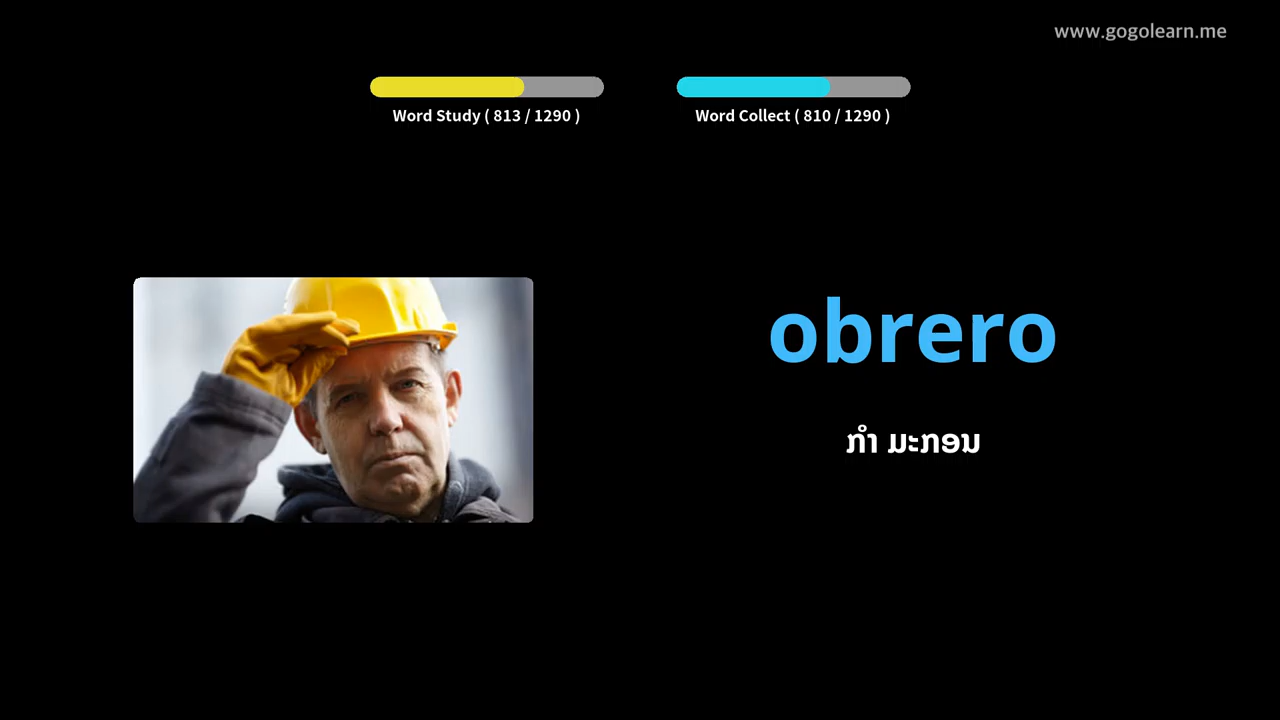 www.gogolearn.me
Word Study ( 813 / 1290 )
Word Collect ( 810 / 1290 )
obrero
ກຳ ມະກອນ